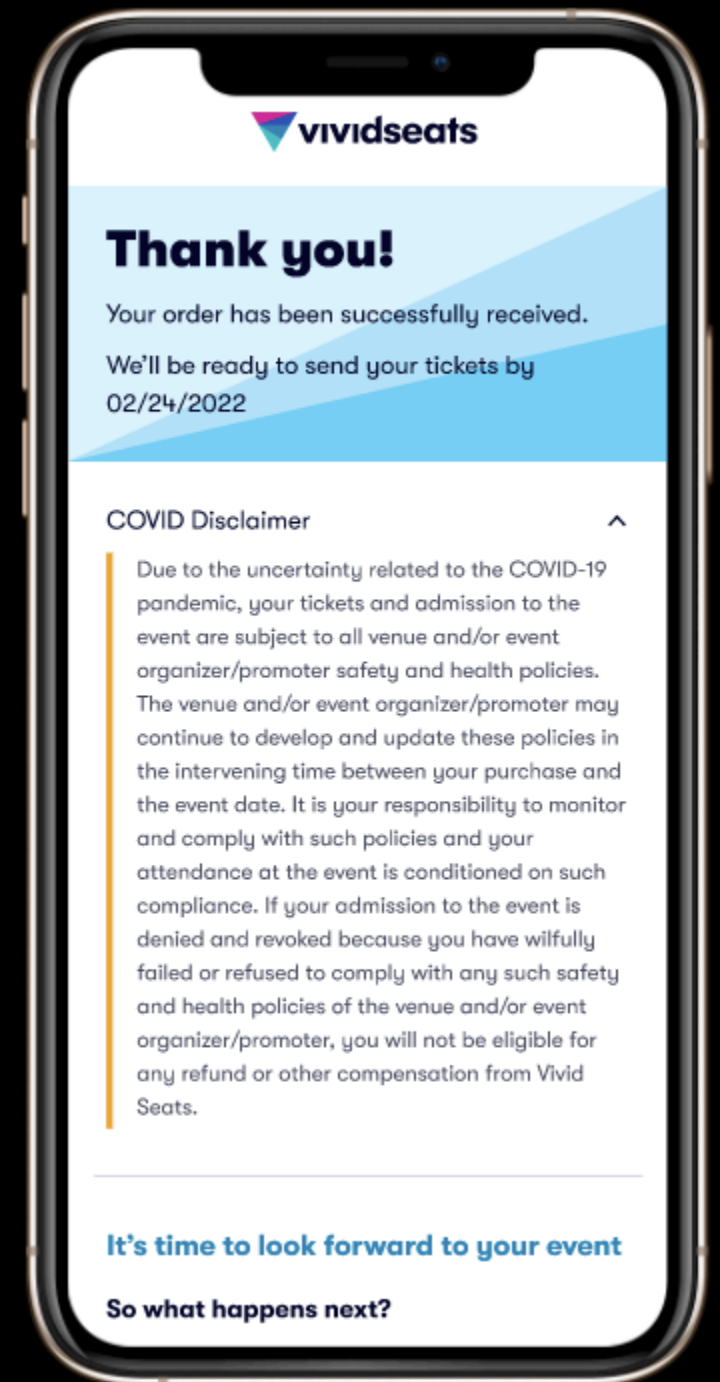 vividseats
Thank you!
Your order has been successfully received.
We'll be ready to send your tickets by
02/24/2022
COVID Disclaimer
Due to the uncertainty related to the COVID-19
pandemic, your tickets and admission to the
event are subject to all venue and/or event
organizer/promoter safety and health policies.
The venue and/or event organizer/promoter may
continue to develop and update these policies in
the intervening time between your purchase and
the event date. It is your responsibility to monitor
and comply with such policies and your
attendance at the event is conditioned on such
compliance. If your admission to the event is
denied and revoked because you have wilfully
failed or refused to comply with any such safety
and health policies of the venue and/or event
organizer/promoter, you will not be eligible for
any refund or other compensation from Vivid
Seats.
It's time to look forward to your event
So what happens next?